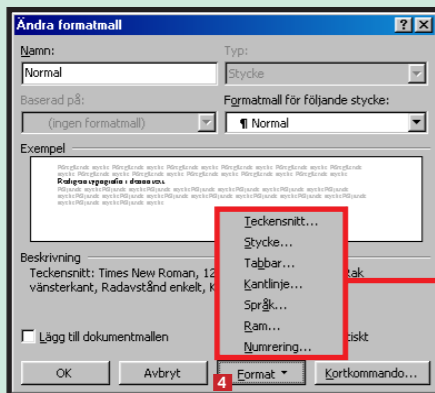 Ändra formatmall
Namn:
Typ:
Normal
Stycke
Baserad på:
Formatmall för följande stycke:
(ingen formatmall)
¶ Normal
Exempel
Beskrivning
Teckensnitt: Times New Roman, 12
Rak
vänsterkant, Radavstånd enkelt, K
Teckensnitt...
Stycke...
Tabbar...
Kantlinje...
Språk...
Ram...
Numrering...
Lägg till dokumentmallen
tiskt
OK
Avbryt
4
Format
Kortkommando...